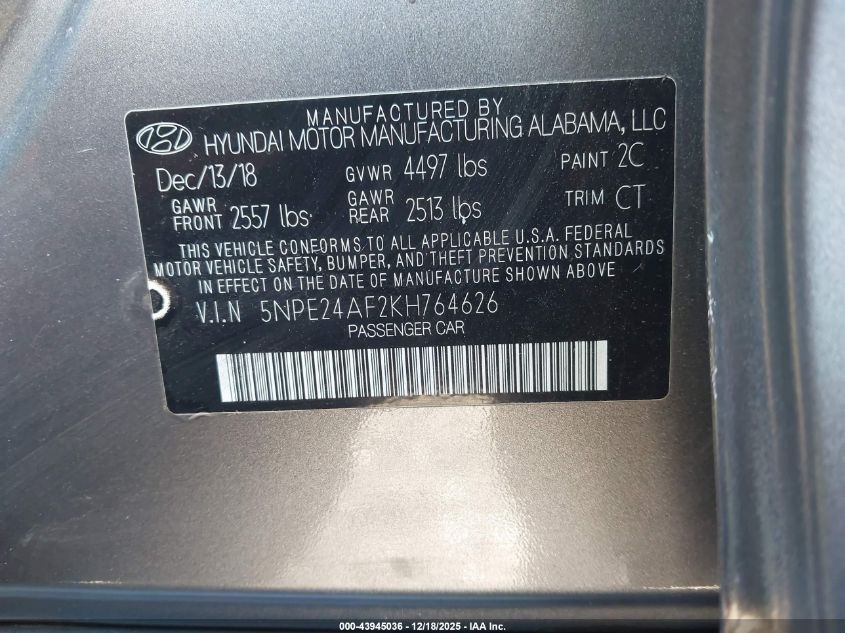 MANUFACTURED BY
HYUNDAI MOTOR MANUFACTURING ALABAMA, LLC
Dec/13/18 GVWR 4497 lbs PAINT 2C
GAWR FRONT 2557 lbs GAWR REAR 2513 lbs TRIM CT
THIS VEHICLE CONFORMS TO ALL APPLICABLE U.S.A. FEDERAL
MOTOR VEHICLE SAFETY, BUMPER, AND THEFT PREVENTION STANDARDS
IN EFFECT ON THE DATE OF MANUFACTURE SHOWN ABOVE
V.I.N 5NPE24AF2KH764626
PASSENGER CAR
000-43945036 - 12/18/2025 - IAA Inc.